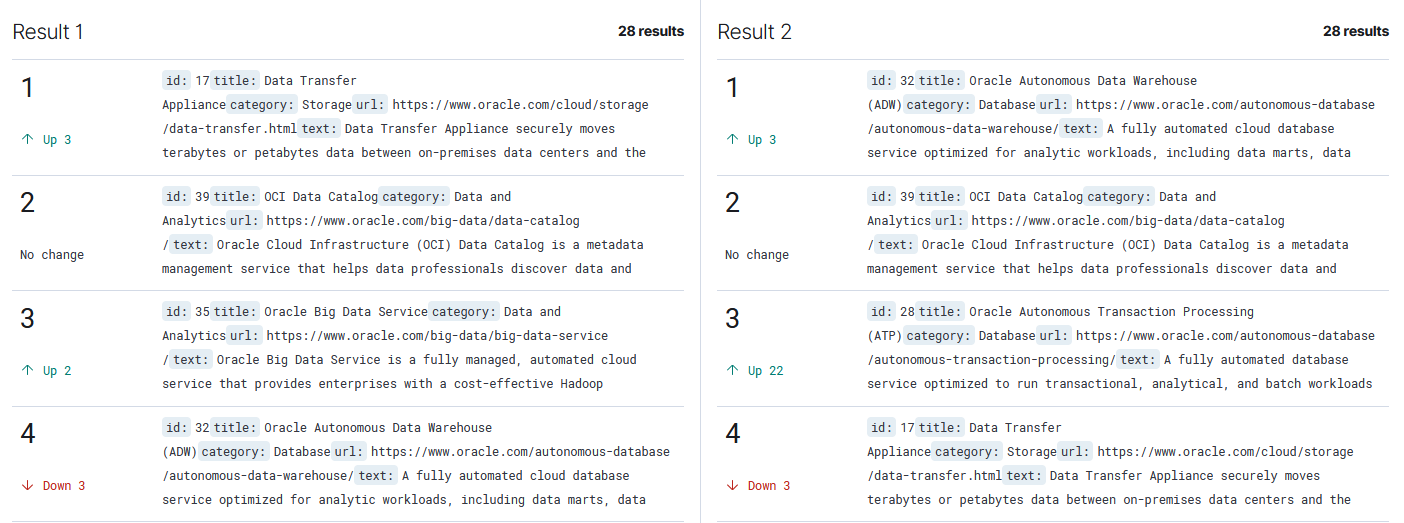 Result 1
28 results
1
Up 3
id: 17 title: Data Transfer
Appliance category: Storage url: https://www.oracle.com/cloud/storage
/data-transfer.html text: Data Transfer Appliance securely moves
terabytes or petabytes data between on-premises data centers and the
2
No change
id: 39 title: OCI Data Catalog category: Data and
Analytics url: https://www.oracle.com/big-data/data-catalog
/ text: Oracle Cloud Infrastructure (OCI) Data Catalog is a metadata
management service that helps data professionals discover data and
3
Up 2
id: 35 title: Oracle Big Data Service category: Data and
Analytics url: https://www.oracle.com/big-data/big-data-service
/ text: Oracle Big Data Service is a fully managed, automated cloud
service that provides enterprises with a cost-effective Hadoop
4
Down 3
id: 32 title: Oracle Autonomous Data Warehouse
(ADW) category: Database url: https://www.oracle.com/autonomous-database
/autonomous-data-warehouse/ text: A fully automated cloud database
service optimized for analytic workloads, including data marts, data
Result 2
28 results
1
Up 3
id: 32 title: Oracle Autonomous Data Warehouse
(ADW) category: Database url: https://www.oracle.com/autonomous-database
/autonomous-data-warehouse/ text: A fully automated cloud database
service optimized for analytic workloads, including data marts, data
2
No change
id: 39 title: OCI Data Catalog category: Data and
Analytics url: https://www.oracle.com/big-data/data-catalog
/ text: Oracle Cloud Infrastructure (OCI) Data Catalog is a metadata
management service that helps data professionals discover data and
3
Up 22
id: 28 title: Oracle Autonomous Transaction Processing
(ATP) category: Database url: https://www.oracle.com/autonomous-database
/autonomous-transaction-processing/ text: A fully automated database
service optimized to run transactional, analytical, and batch workloads
4
Down 3
id: 17 title: Data Transfer
Appliance category: Storage url: https://www.oracle.com/cloud/storage
/data-transfer.html text: Data Transfer Appliance securely moves
terabytes or petabytes data between on-premises data centers and the